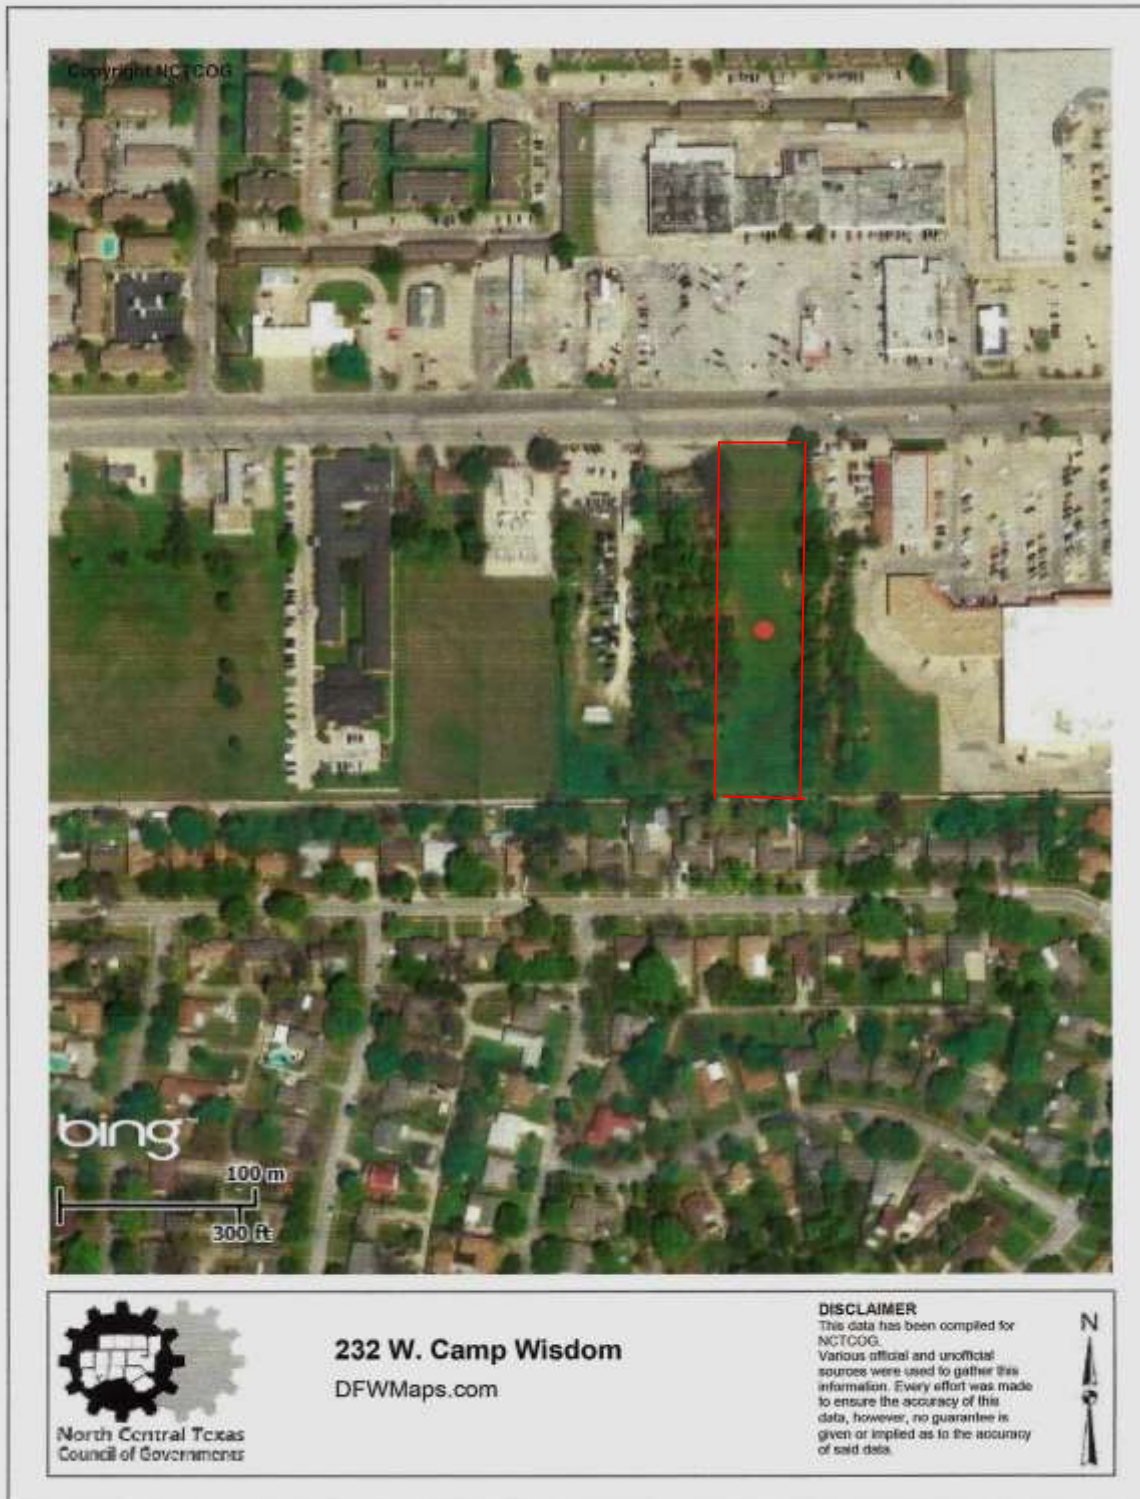 Copyright NCTCOG
bing
100 m
300 ft
North Central Texas
Council of Governments
232 W. Camp Wisdom
DFWMaps.com
DISCLAIMER
This data has been compiled for
NCTCOG.
Various official and unofficial
sources were used to gather this
information. Every effort was made
to ensure the accuracy of this
data, however, no guarantee is
given or implied as to the accuracy
of said data.
N